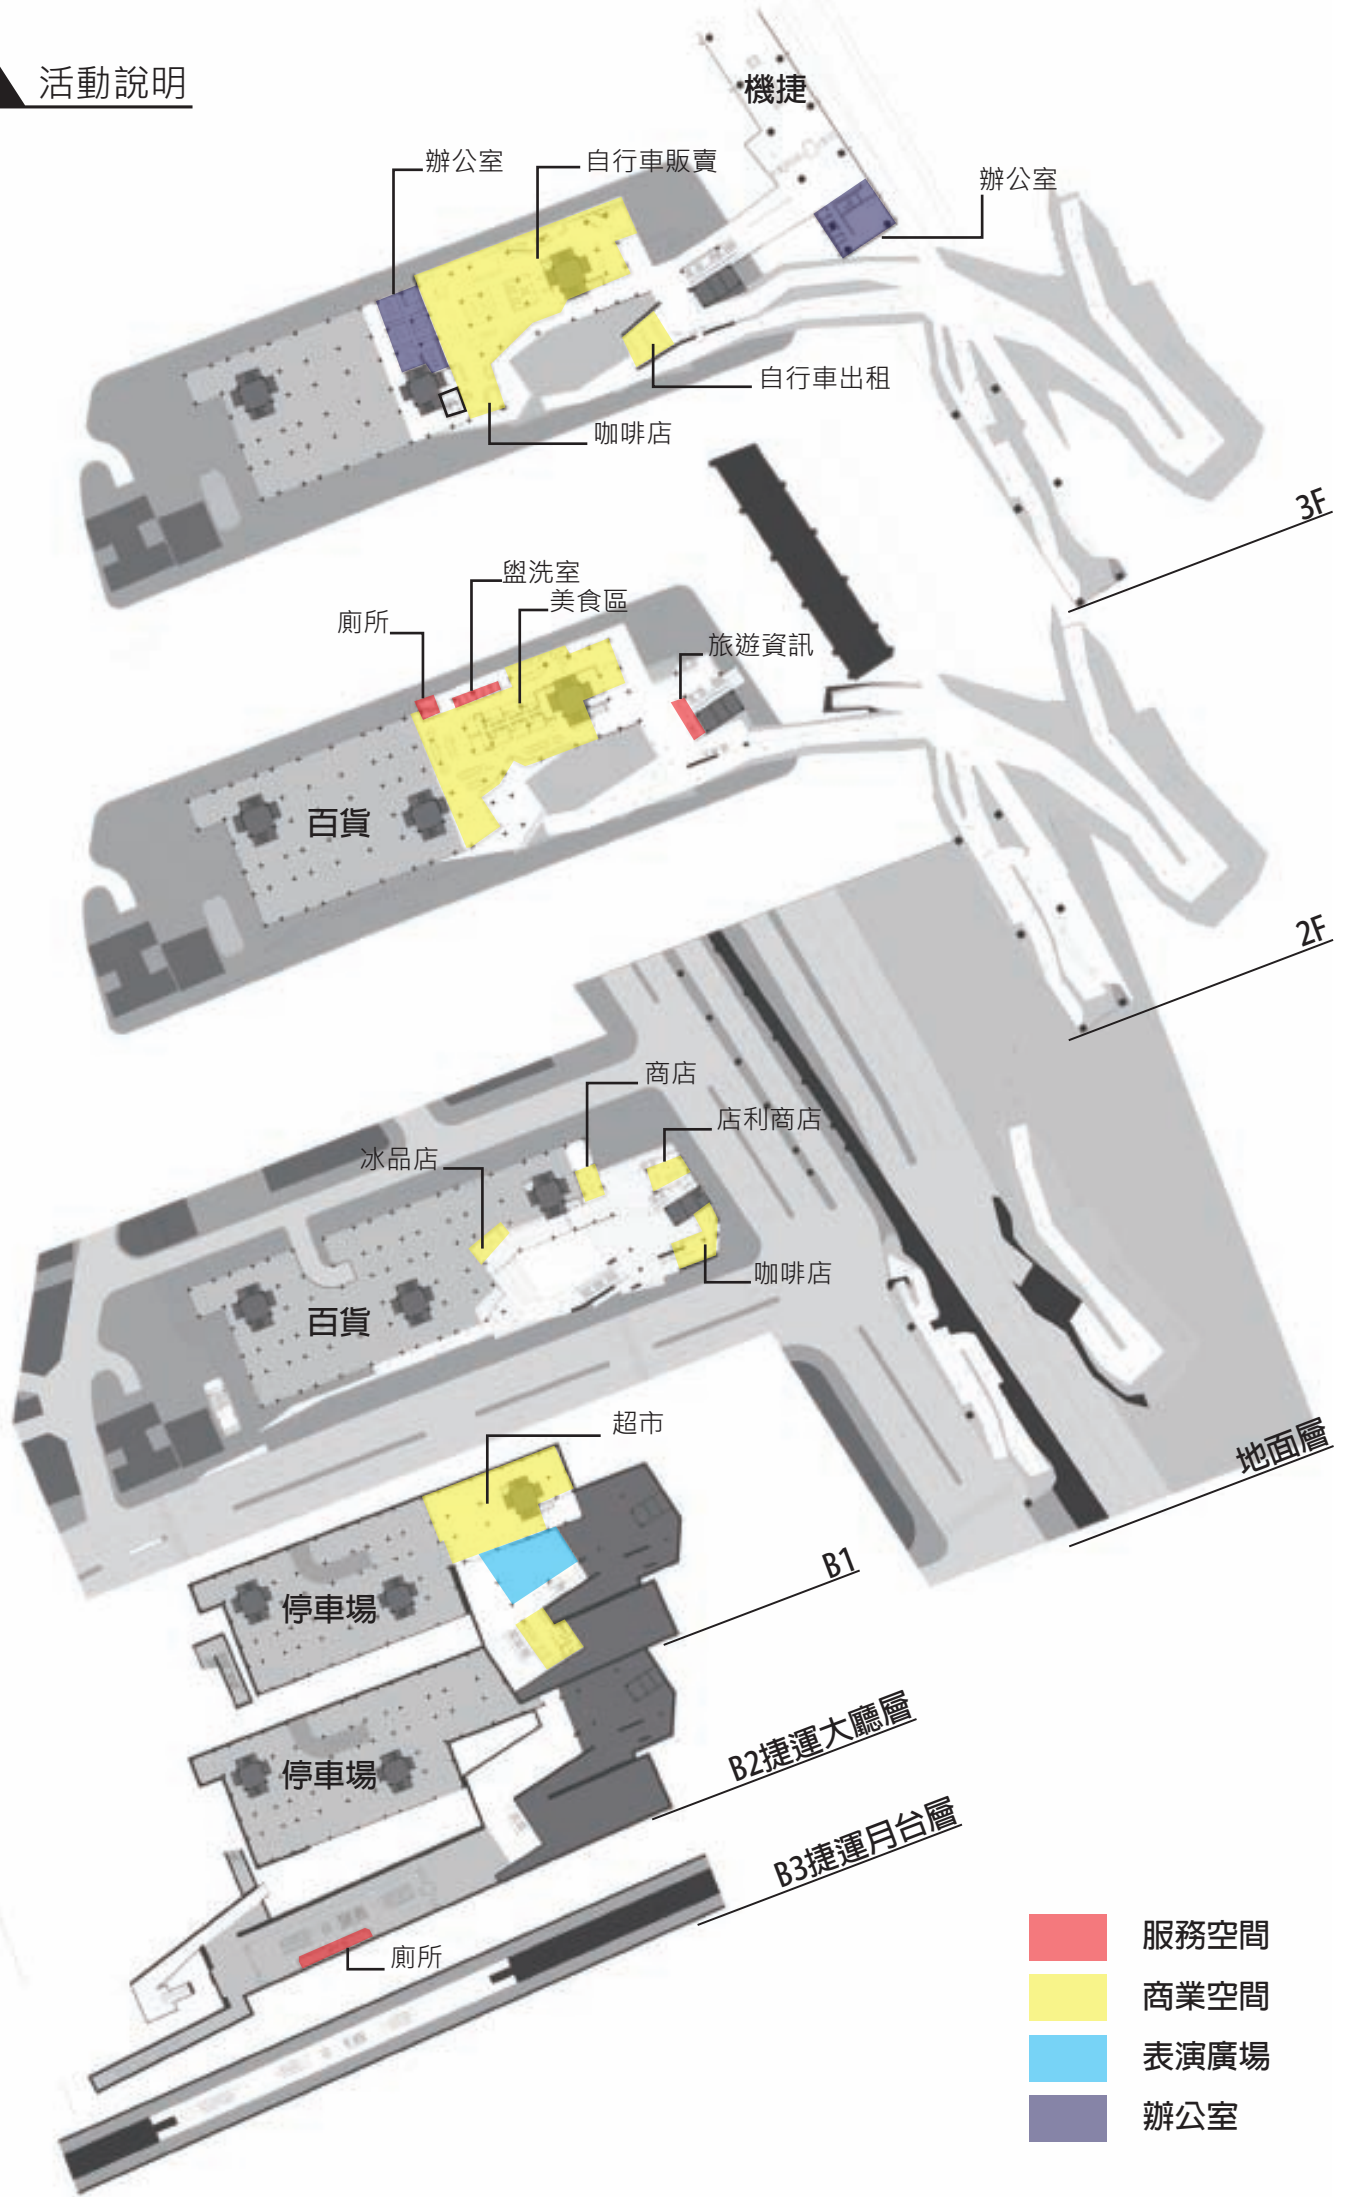 活動說明
機捷
辦公室
自行車販賣
辦公室
自行車出租
咖啡店
3F
盥洗室
美食區
廁所
旅遊資訊
百貨
2F
商店
店利商店
冰品店
咖啡店
百貨
超市
地面層
B1
停車場
B2捷運大廳層
停車場
B3捷運月台層
廁所
服務空間
商業空間
表演廣場
辦公室